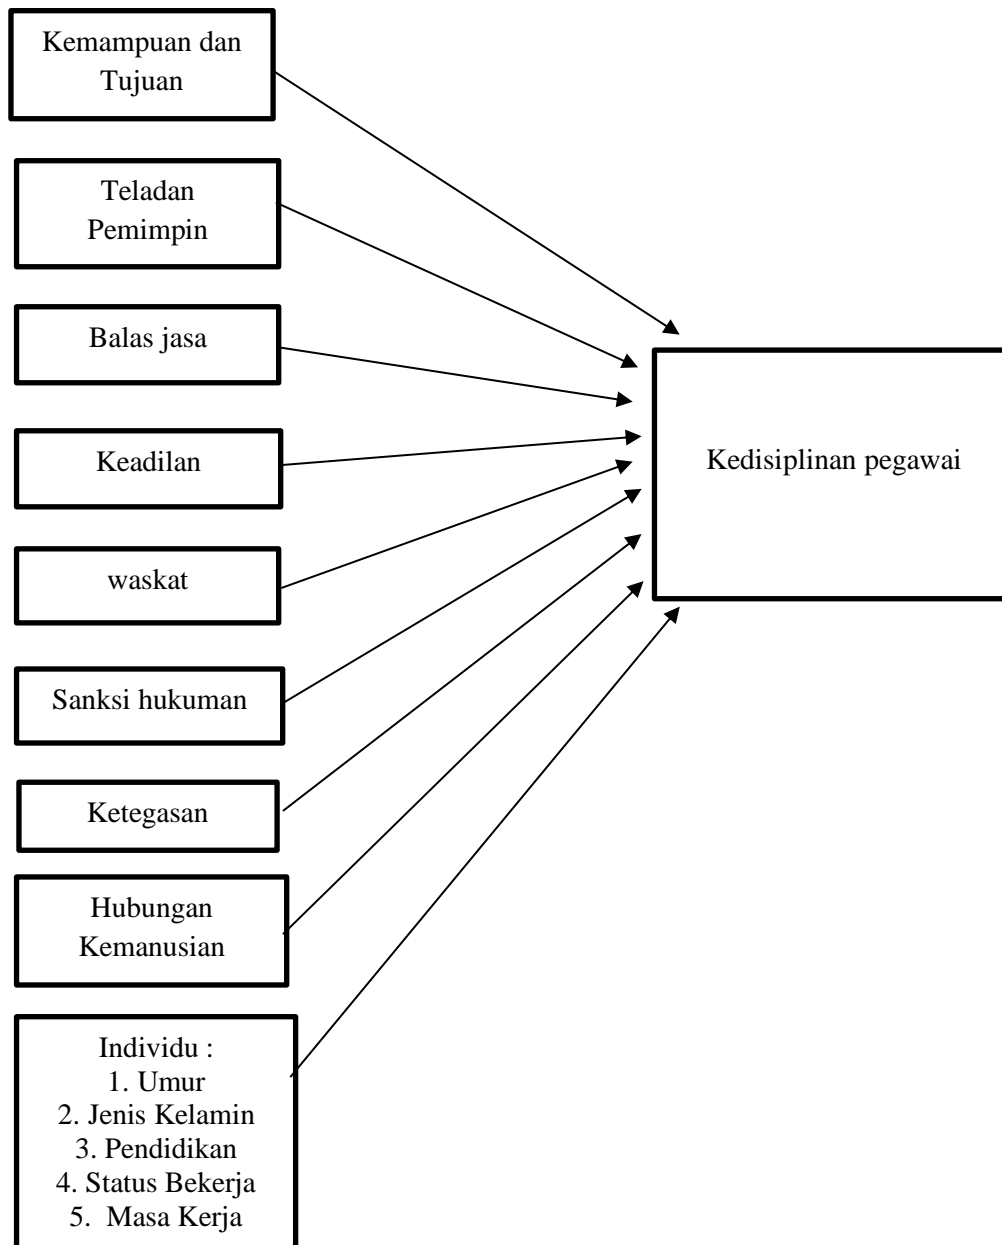 Kemampuan dan
Tujuan
Teladan
Pemimpin
Balas jasa
Keadilan
waskat
Sanksi hukuman
Ketegasan
Hubungan
Kemanusian
Individu :
1. Umur
2. Jenis Kelamin
3. Pendidikan
4. Status Bekerja
5.  Masa Kerja
Kedisiplinan pegawai